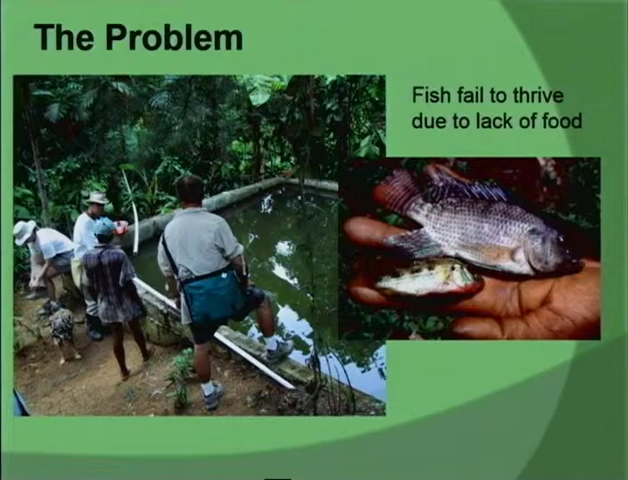 The Problem
Fish fail to thrive
due to lack of food